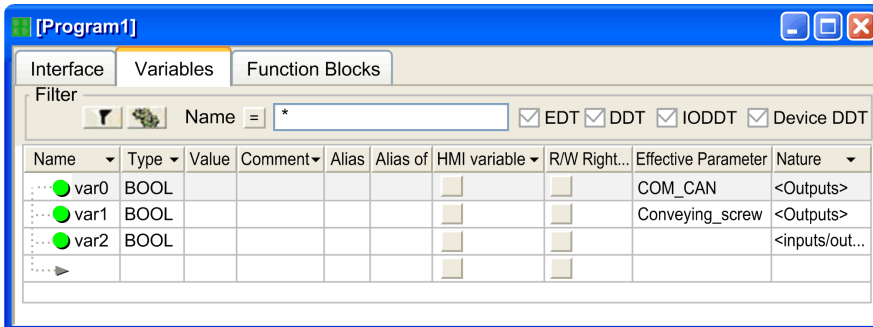 [Program1]
Interface Variables Function Blocks
Filter
Name = * EDT DDT IODDT Device DDT
Name Type Value Comment Alias Alias of HMI variable R/W Right... Effective Parameter Nature
var0 BOOL COM_CAN <Outputs>
var1 BOOL Conveying_screw <Outputs>
var2 BOOL <inputs/out...